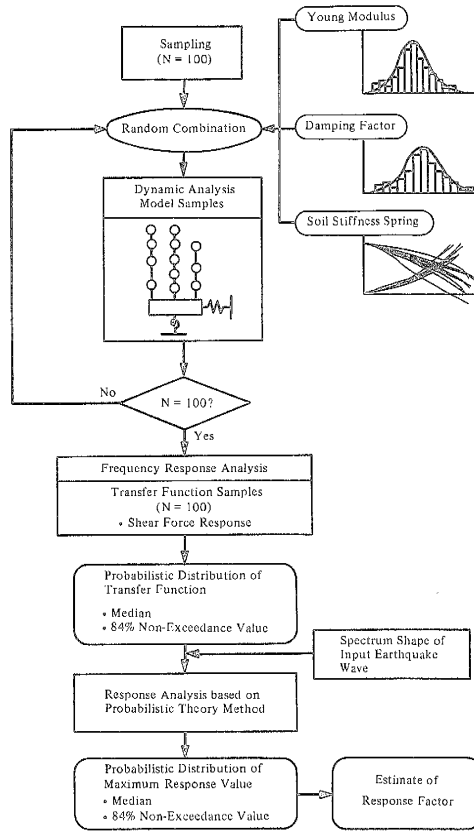 Sampling
(N = 100)
Young Modulus
Random Combination
Damping Factor
Dynamic Analysis
Model Samples
Soil Stiffness Spring
No
N = 100?
Yes
Frequency Response Analysis
Transfer Function Samples
(N = 100)
• Shear Force Response
Probabilistic Distribution of
Transfer Function
• Median
• 84% Non-Exceedance Value
Spectrum Shape of
Input Earthquake
Wave
Response Analysis based on
Probabilistic Theory Method
Probabilistic Distribution of
Maximum Response Value
• Median
• 84% Non-Exceedance Value
Estimate of
Response Factor